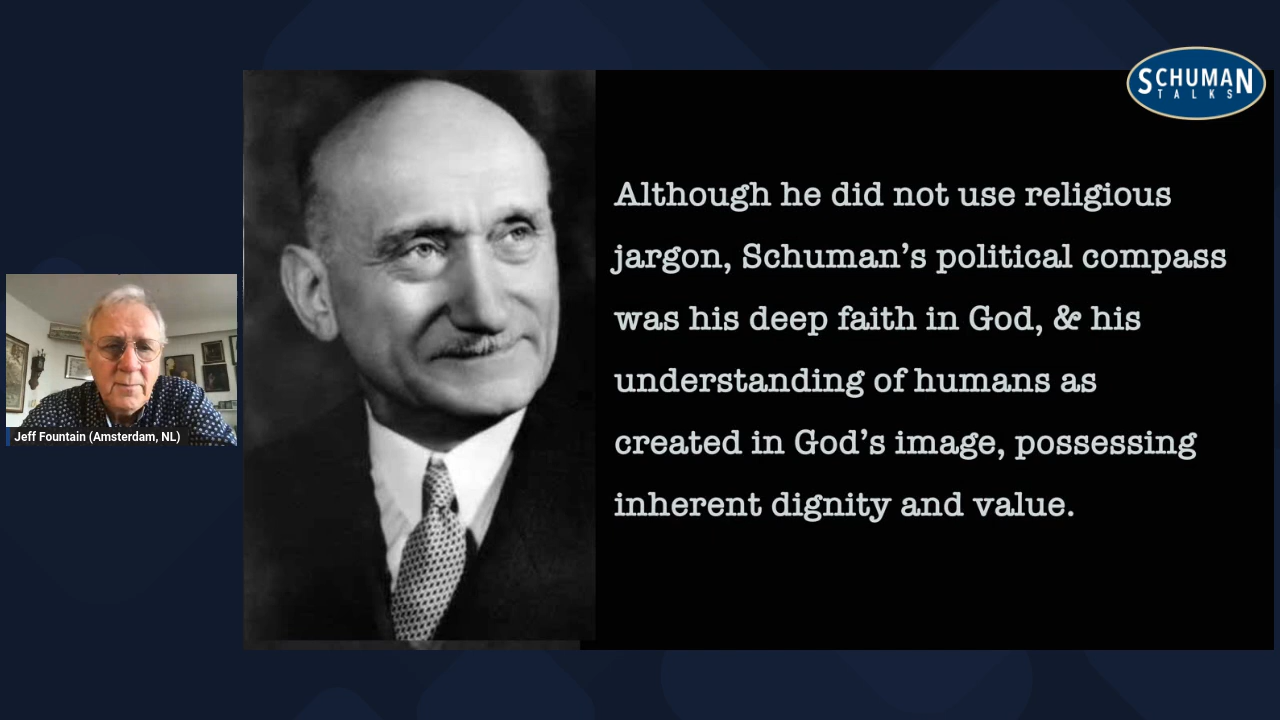 SCHUMAN
TALKS
Although he did not use religious
jargon, Schuman’s political compass
was his deep faith in God, & his
understanding of humans as
created in God’s image, possessing
inherent dignity and value.
Jeff Fountain (Amsterdam, NL)